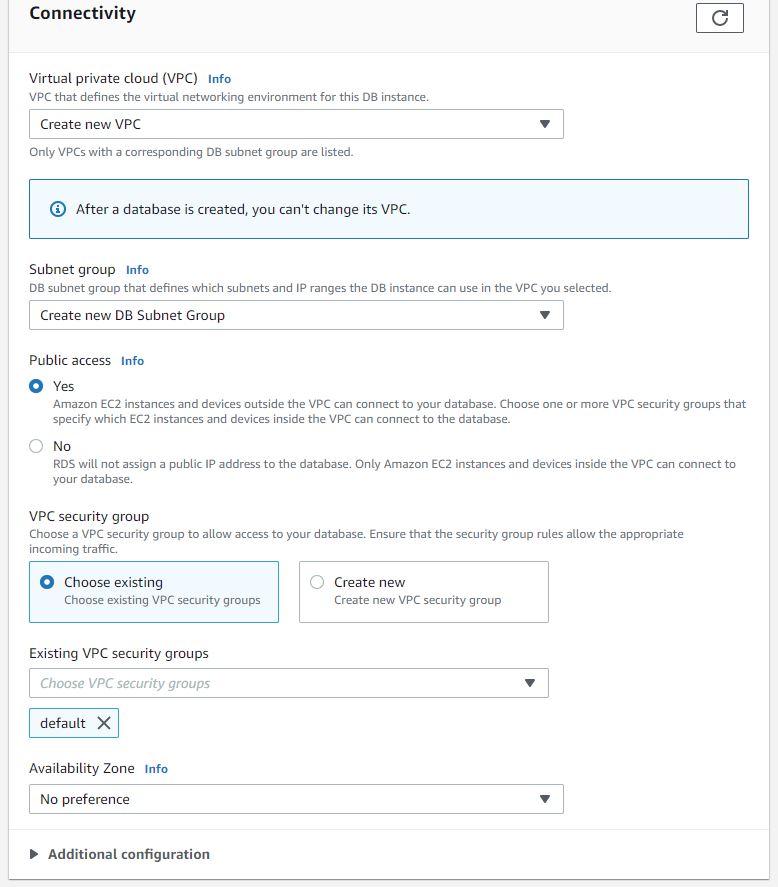 Connectivity
Virtual private cloud (VPC) Info
VPC that defines the virtual networking environment for this DB instance.
Create new VPC
Only VPCs with a corresponding DB subnet group are listed.
After a database is created, you can't change its VPC.
Subnet group Info
DB subnet group that defines which subnets and IP ranges the DB instance can use in the VPC you selected.
Create new DB Subnet Group
Public access Info
Yes
Amazon EC2 instances and devices outside the VPC can connect to your database. Choose one or more VPC security groups that
specify which EC2 instances and devices inside the VPC can connect to the database.
No
RDS will not assign a public IP address to the database. Only Amazon EC2 instances and devices inside the VPC can connect to
your database.
VPC security group
Choose a VPC security group to allow access to your database. Ensure that the security group rules allow the appropriate
incoming traffic.
Choose existing
Choose existing VPC security groups
Create new
Create new VPC security group
Existing VPC security groups
Choose VPC security groups
default
Availability Zone Info
No preference
Additional configuration